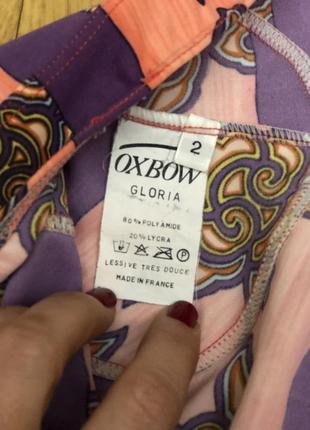 2
OXBOW
GLORIA
80% POLYAMIDE
20% LYCRA
P
LESSIVE TRES DOUCE
MADE IN FRANCE